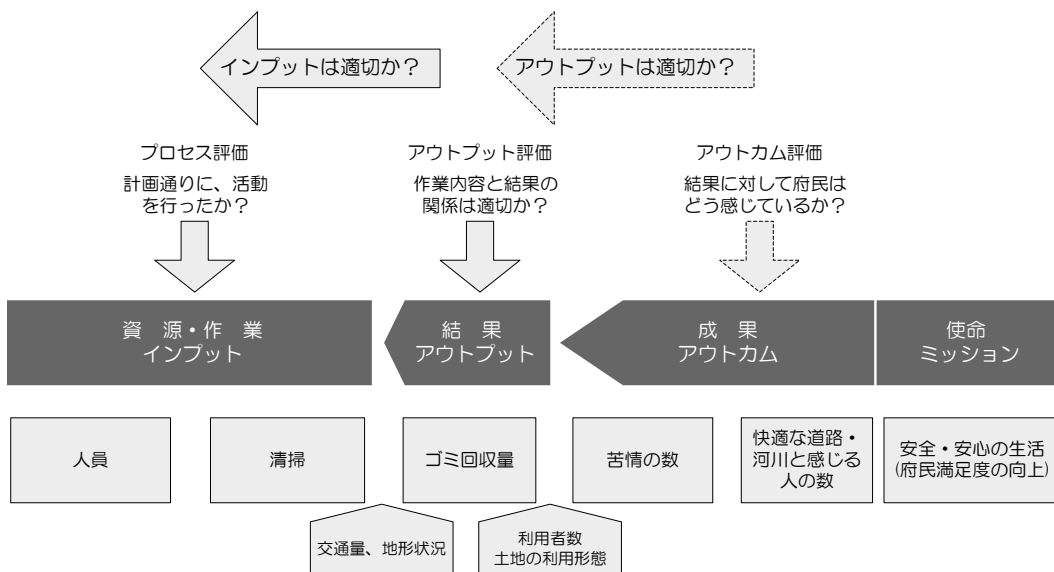 インプットは適切か？
アウトプットは適切か？
プロセス評価
計画通りに、活動
を行ったか？
アウトプット評価
作業内容と結果の
関係は適切か？
アウトカム評価
結果に対して府民は
どう感じているか？
資　源・作　業
インプット
結　果
アウトプット
成　果
アウトカム
使命
ミッション
人員
清掃
ゴミ回収量
苦情の数
快適な道路・
河川と感じる
人の数
安全・安心の生活
(府民満足度の向上)
交通量、地形状況
利用者数
土地の利用形態